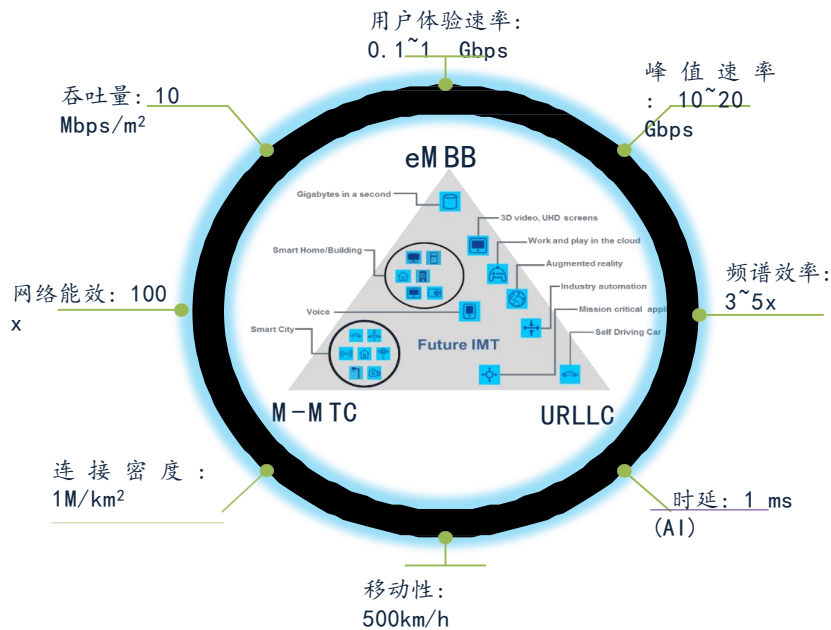 用户体验速率:
0.1~1 Gbps
峰值速率
: 10~20
Gbps
吞吐量: 10
Mbps/m²
eMBB
Gigabytes in a second
3D video, UHD screens
Work and play in the cloud
Smart Home/Building
Augmented reality
Industry automation
Voice
Mission critical appl
Smart City
Self Driving Car
Future IMT
网络能效: 100
x
频谱效率:
3~5x
M-MTC
URLLC
连接密度:
1M/km²
时延: 1 ms
(AI)
移动性:
500km/h